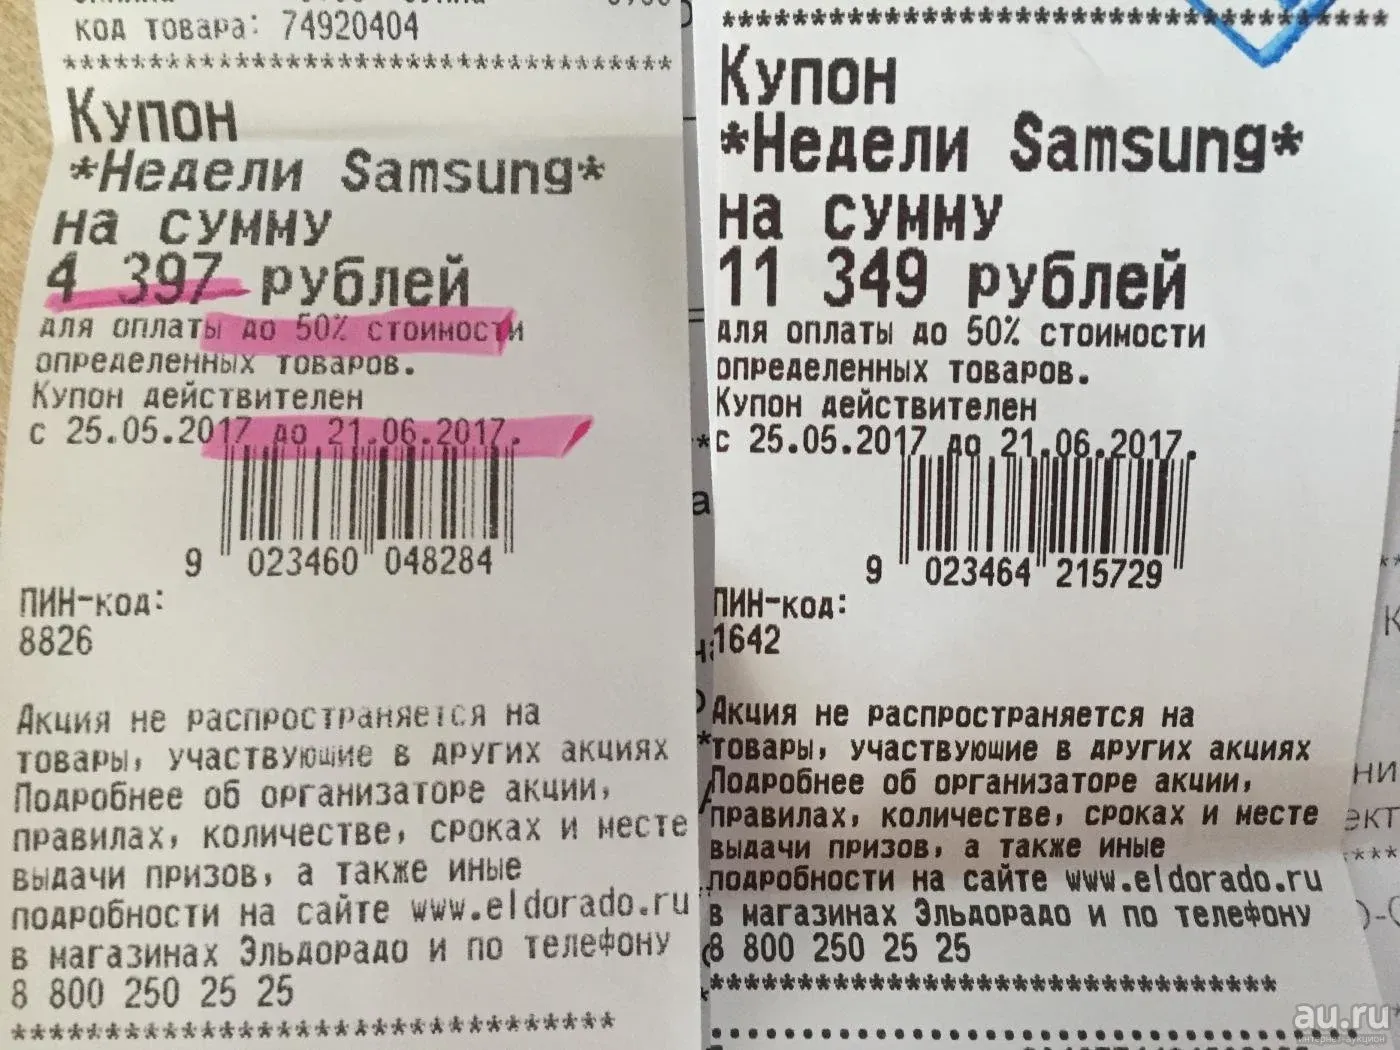 код товара: 74920404
********************************
Купон
*Недели Samsung*
на сумму
4 397 рублей
для оплаты до 50% стоимости
определенных товаров.
Купон действителен
с 25.05.2017 до 21.06.2017.
9 023460 048284
ПИН-код:
8826
Акция не распространяется на
товары, участвующие в других акциях
Подробнее об организаторе акции,
правилах, количестве, сроках и месте
выдачи призов, а также иные
подробности на сайте www.eldorado.ru
в магазинах Эльдорадо и по телефону
8 800 250 25 25
********************************
********************************
Купон
*Недели Samsung*
на сумму
11 349 рублей
для оплаты до 50% стоимости
определенных товаров.
Купон действителен
с 25.05.2017 до 21.06.2017.
9 023464 215729
ПИН-код:
1642
Акция не распространяется на
товары, участвующие в других акциях
Подробнее об организаторе акции,
правилах, количестве, сроках и месте
выдачи призов, а также иные
подробности на сайте www.eldorado.ru
в магазинах Эльдорадо и по телефону
8 800 250 25 25
********************************
au.ru
интернет-аукцион